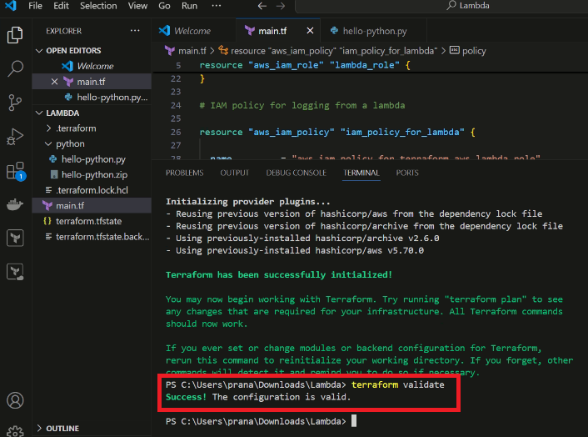 File Edit Selection View Go Run ... Lambda
EXPLORER ...
OPEN EDITORS
Welcome
main.tf
hello-python.py...
LAMBDA
.terraform
python
hello-python.py
hello-python.zip
.terraform.lock.hcl
main.tf
terraform.tfstate
terraform.tfstate.back...
OUTLINE
1
Welcome main.tf hello-python.py
main.tf > resource "aws_iam_policy" "iam_policy_for_lambda" > policy
5 resource "aws_iam_role" "lambda_role" {
22 }
23
24 # IAM policy for logging from a lambda
25
26 resource "aws_iam_policy" "iam_policy_for_lambda" {
27
28 name = "aws_iam_policy_for_terraform_aws_lambda_role"
PROBLEMS OUTPUT DEBUG CONSOLE TERMINAL PORTS
Initializing provider plugins...
- Reusing previous version of hashicorp/aws from the dependency lock file
- Reusing previous version of hashicorp/archive from the dependency lock file
- Using previously-installed hashicorp/archive v2.6.0
- Using previously-installed hashicorp/aws v5.70.0
Terraform has been successfully initialized!
You may now begin working with Terraform. Try running "terraform plan" to see
any changes that are required for your infrastructure. All Terraform commands
should now work.
If you ever set or change modules or backend configuration for Terraform,
rerun this command to reinitialize your working directory. If you forget, other
commands will detect it and remind you to do so if necessary.
PS C:\Users\prana\Downloads\Lambda> terraform validate
Success! The configuration is valid.
PS C:\Users\prana\Downloads\Lambda>